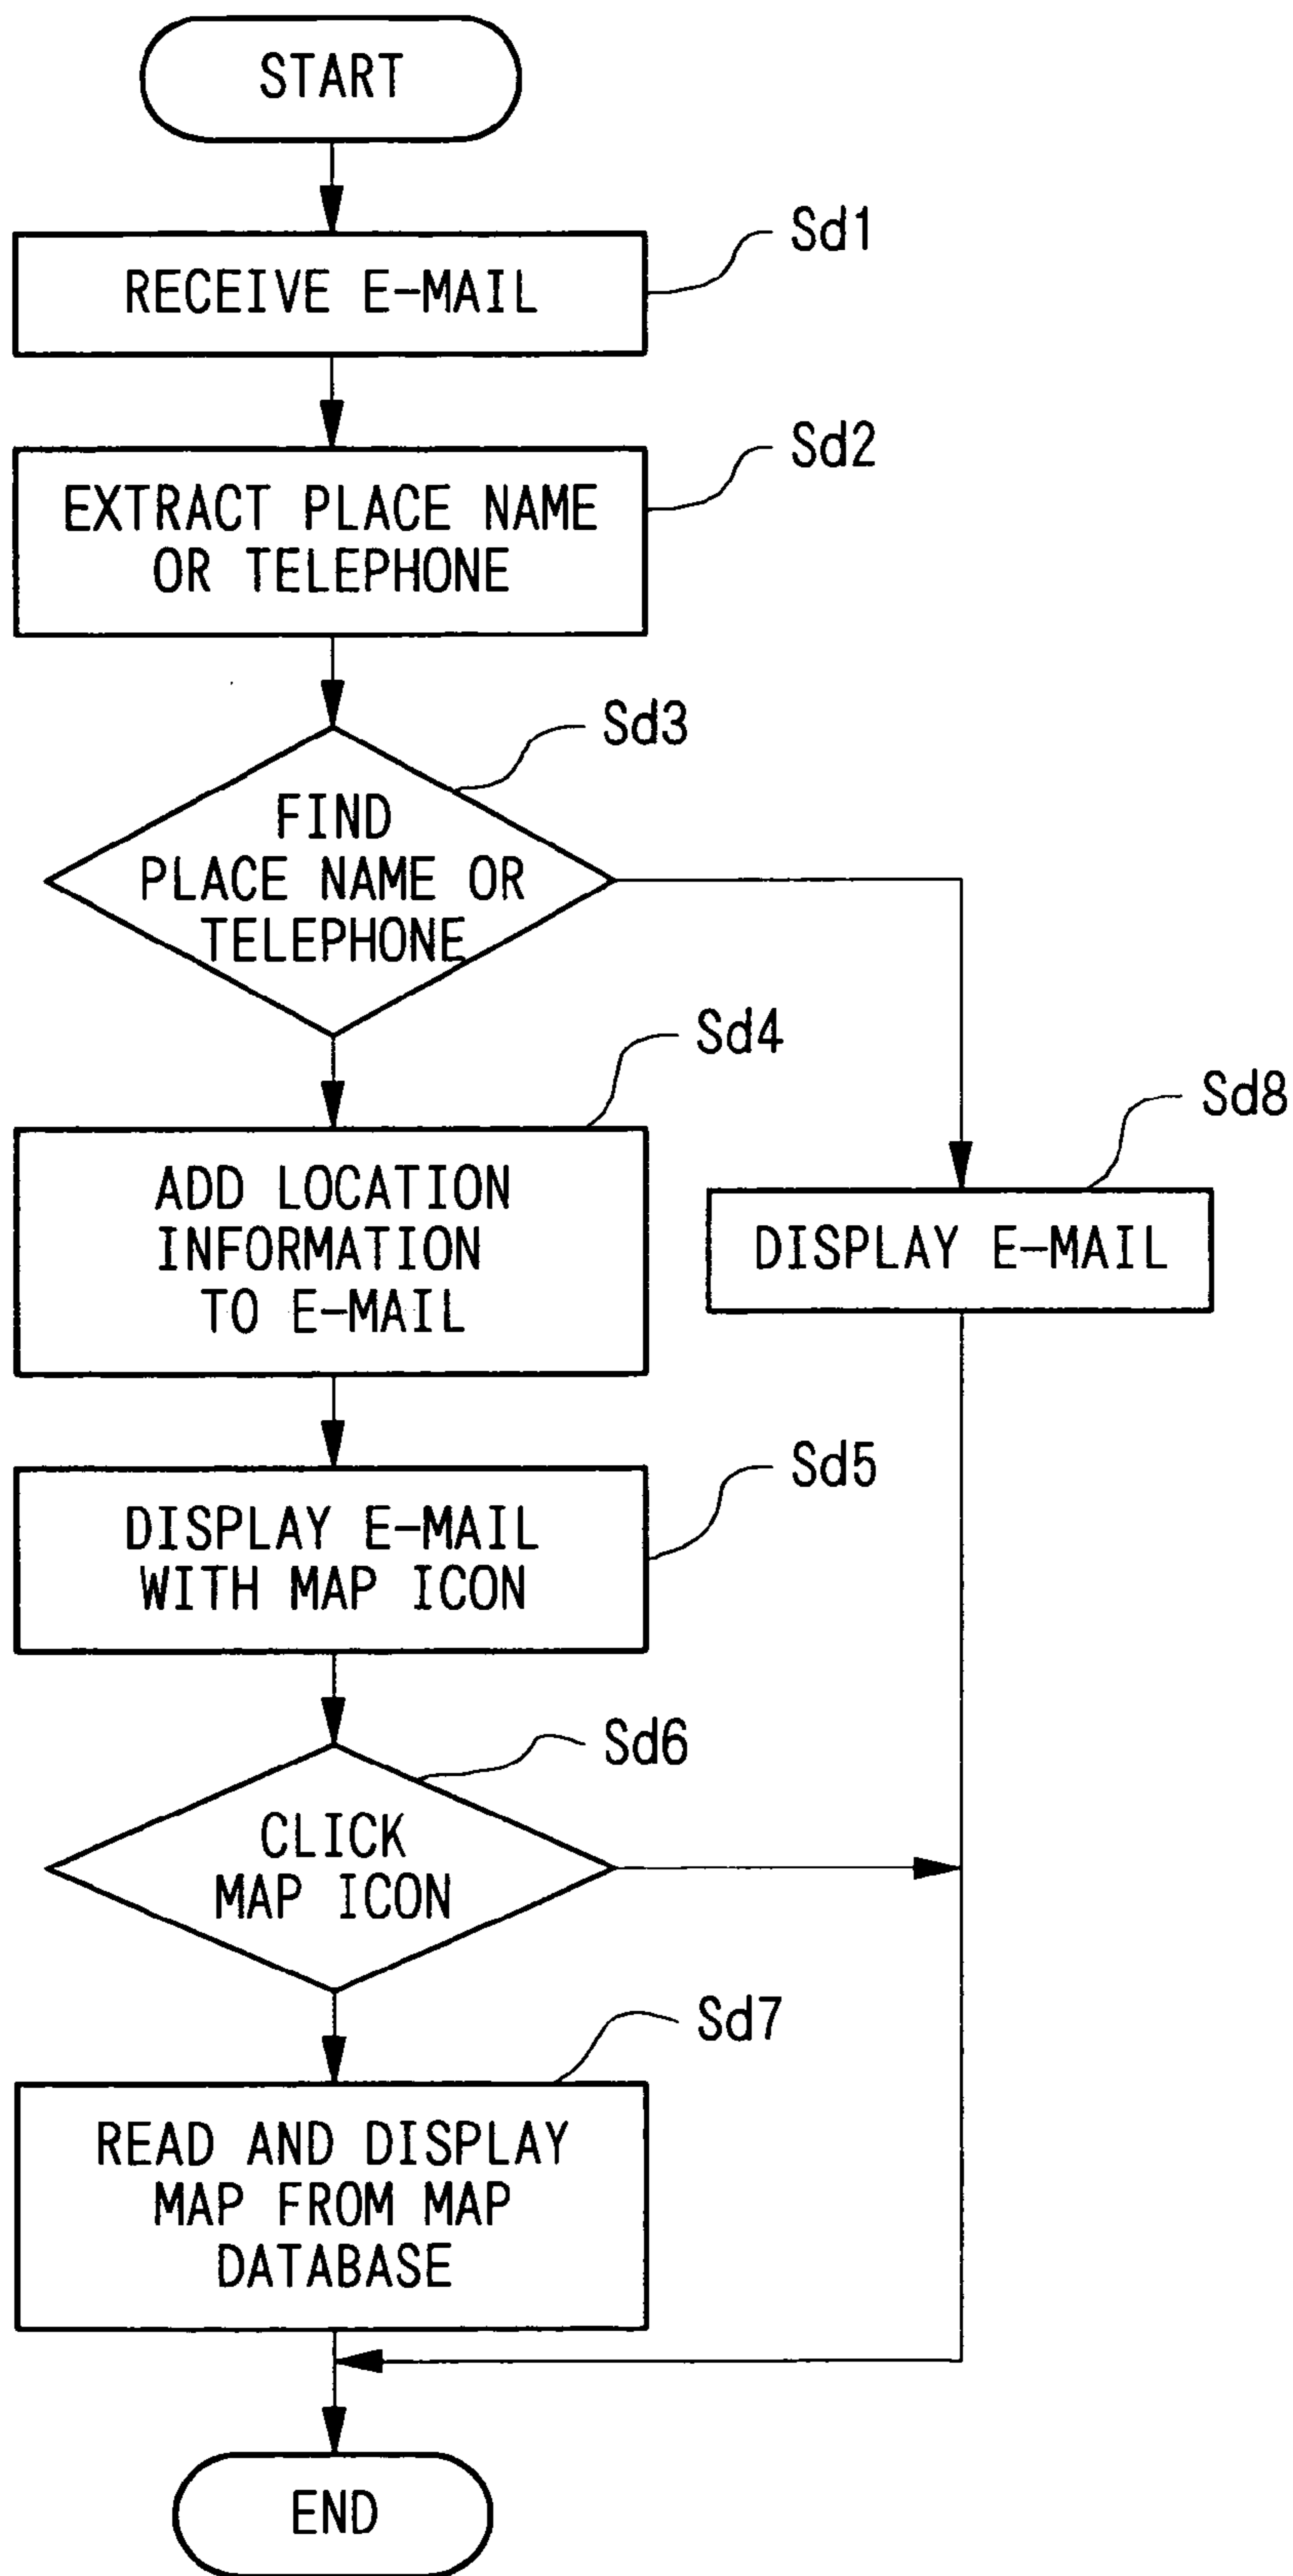 START
Sd1
RECEIVE E-MAIL
Sd2
EXTRACT PLACE NAME
OR TELEPHONE
Sd3
FIND
PLACE NAME OR
TELEPHONE
Sd4
ADD LOCATION
INFORMATION
TO E-MAIL
Sd8
DISPLAY E-MAIL
Sd5
DISPLAY E-MAIL
WITH MAP ICON
Sd6
CLICK
MAP ICON
Sd7
READ AND DISPLAY
MAP FROM MAP
DATABASE
END